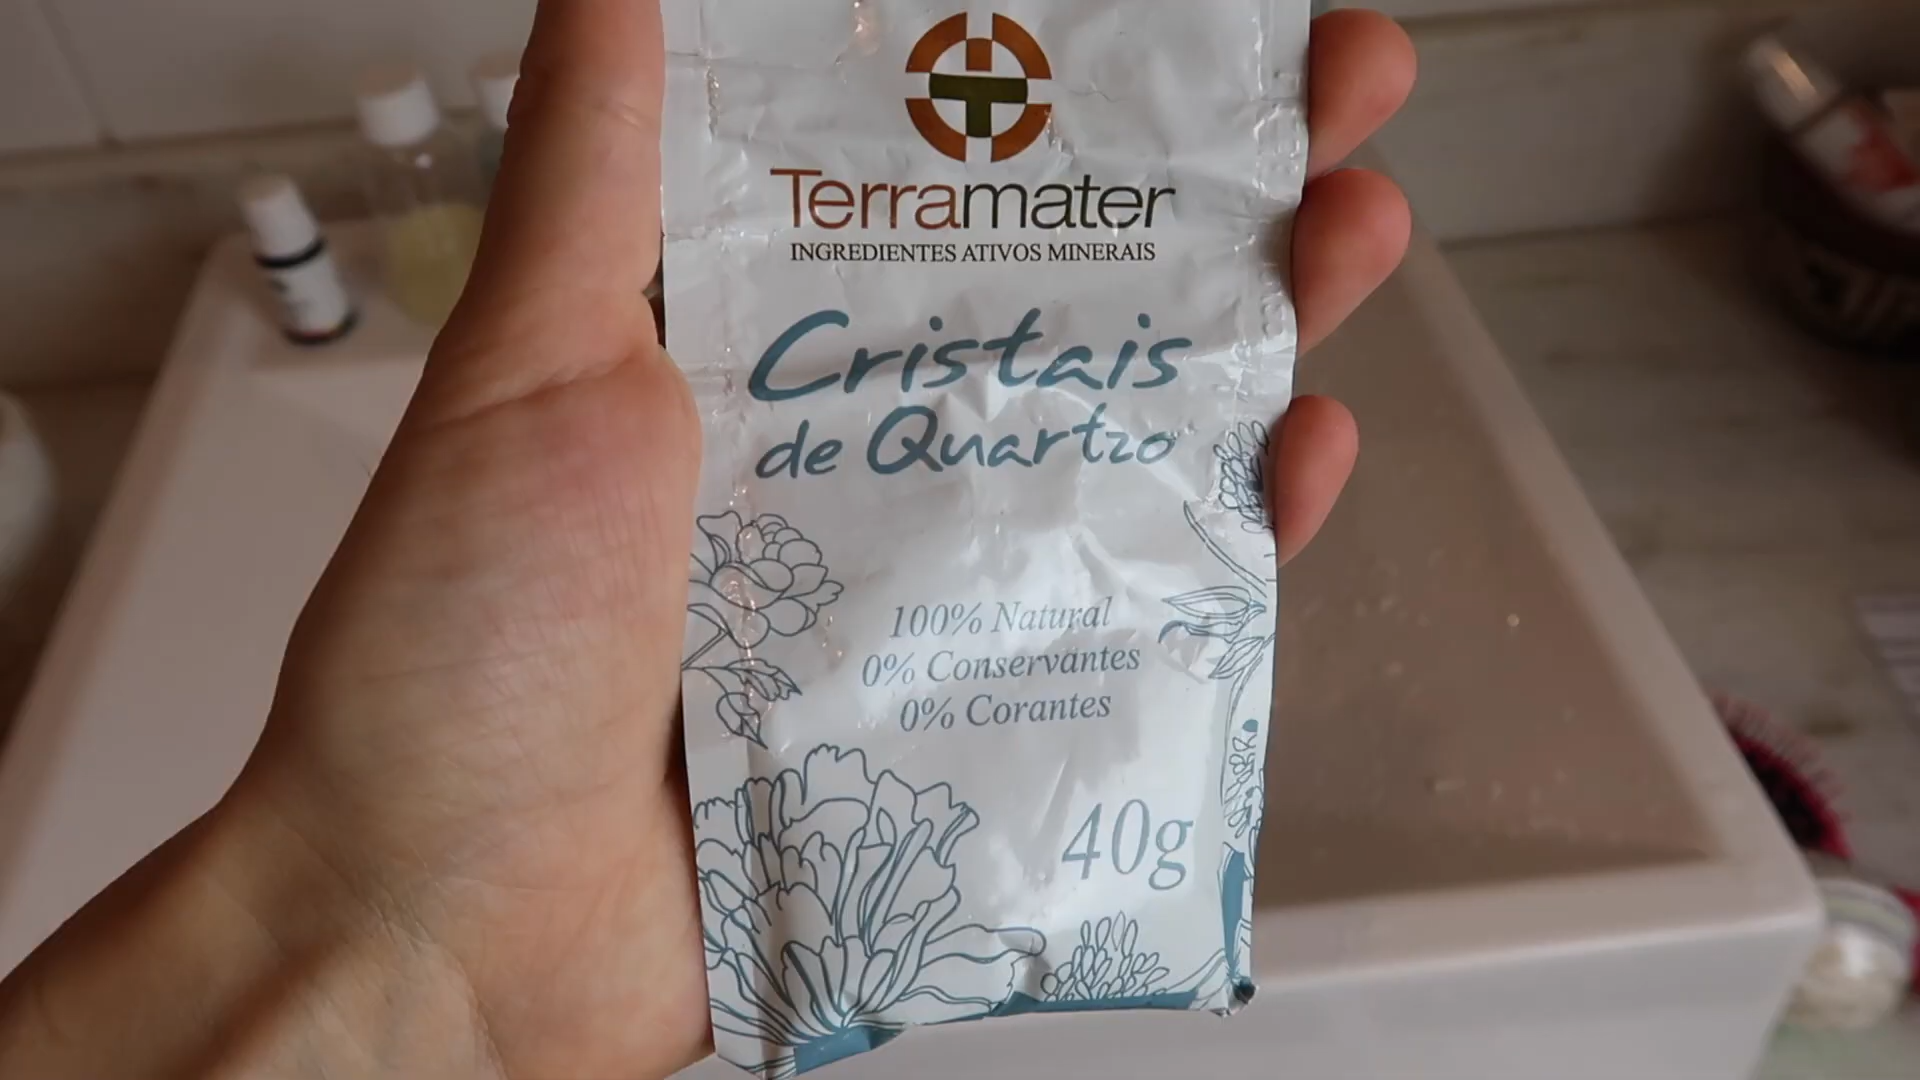 Terramater
INGREDIENTES ATIVOS MINERAIS
Cristais
de Quartzo
100% Natural
0% Conservantes
0% Corantes
40g